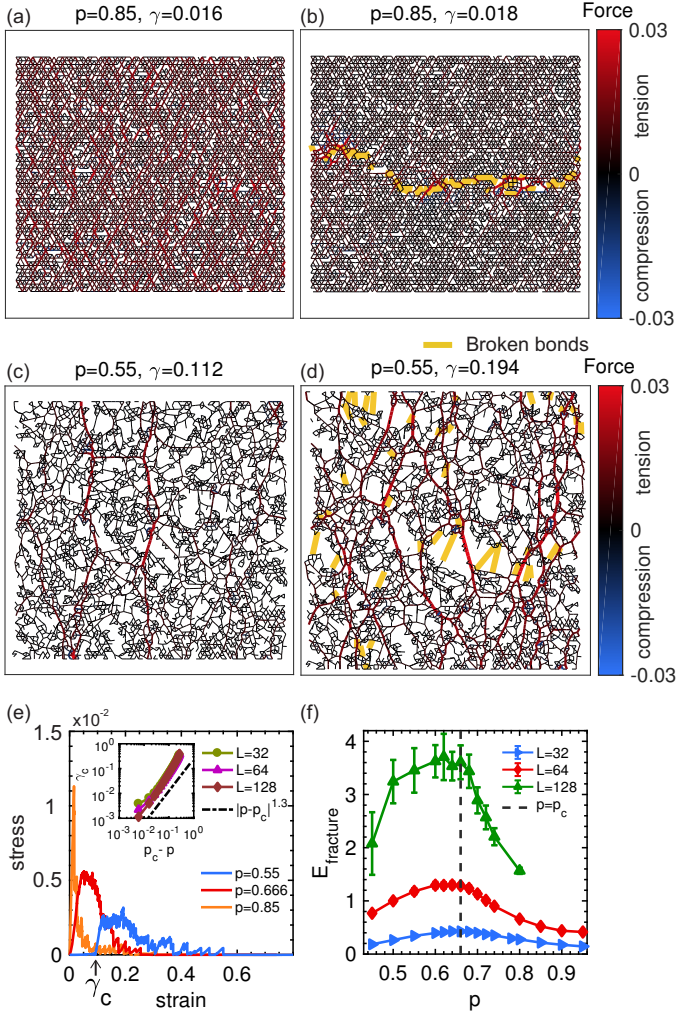 (a) p=0.85, γ=0.016
(b) p=0.85, γ=0.018
Force
0.03
tension
0
compression
-0.03
Broken bonds
(c) p=0.55, γ=0.112
(d) p=0.55, γ=0.194
Force
0.03
tension
0
compression
-0.03
(e)
×10⁻²
1.5
1
0.5
0
stress
0 0.2 0.4 0.6
γc
strain
10⁰
10⁻¹
10⁻²
10⁻³
γc
10⁻³ 10⁻² 10⁻¹ 10⁰
pc - p
L=32
L=64
L=128
|p-pc|¹·³
p=0.55
p=0.666
p=0.85
(f)
4
3
2
1
0
Efracture
0.5 0.6 0.7 0.8 0.9
p
L=32
L=64
L=128
p=pc